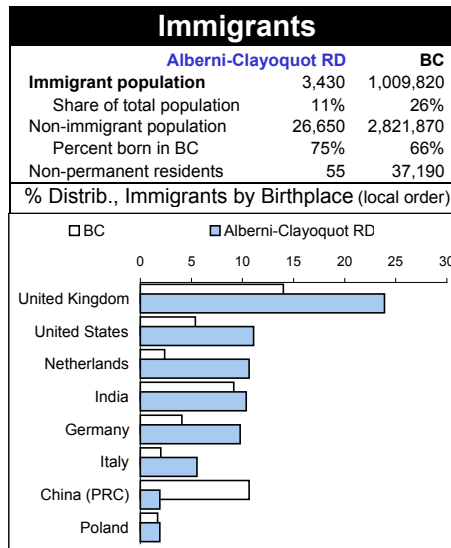 Immigrants
Alberni-Clayoquot RD BC
Immigrant population 3,430 1,009,820
Share of total population 11% 26%
Non-immigrant population 26,650 2,821,870
Percent born in BC 75% 66%
Non-permanent residents 55 37,190
% Distrib., Immigrants by Birthplace (local order)
BC Alberni-Clayoquot RD
0 5 10 15 20 25 30
United Kingdom
United States
Netherlands
India
Germany
Italy
China (PRC)
Poland